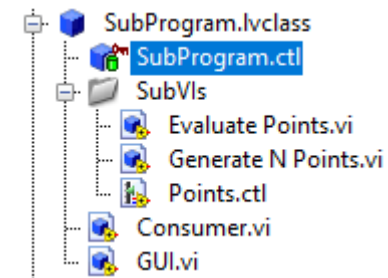 SubProgram.lvclass
SubProgram.ctl
SubVIs
Evaluate Points.vi
Generate N Points.vi
Points.ctl
Consumer.vi
GUI.vi